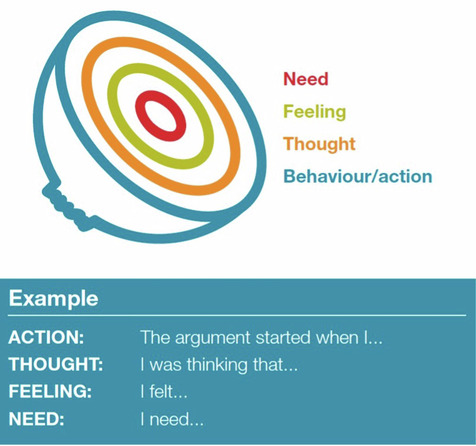 Need
Feeling
Thought
Behaviour/action
Example
ACTION: The argument started when I...
THOUGHT: I was thinking that...
FEELING: I felt...
NEED: I need...